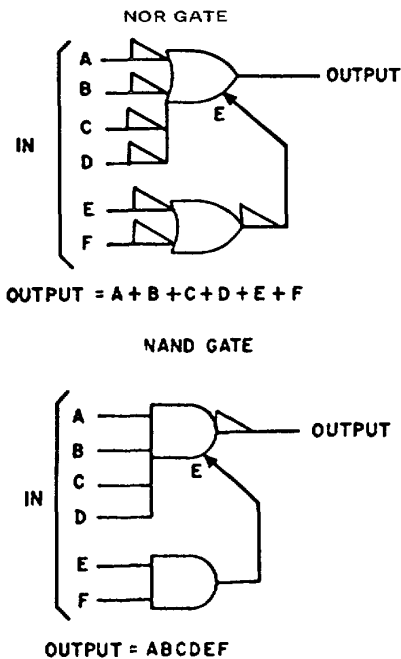 NOR GATE
A
B
C
D
E
F
IN
E
OUTPUT
OUTPUT = A + B + C + D + E + F
NAND GATE
A
B
C
D
E
F
IN
E
OUTPUT
OUTPUT = ABCDEF